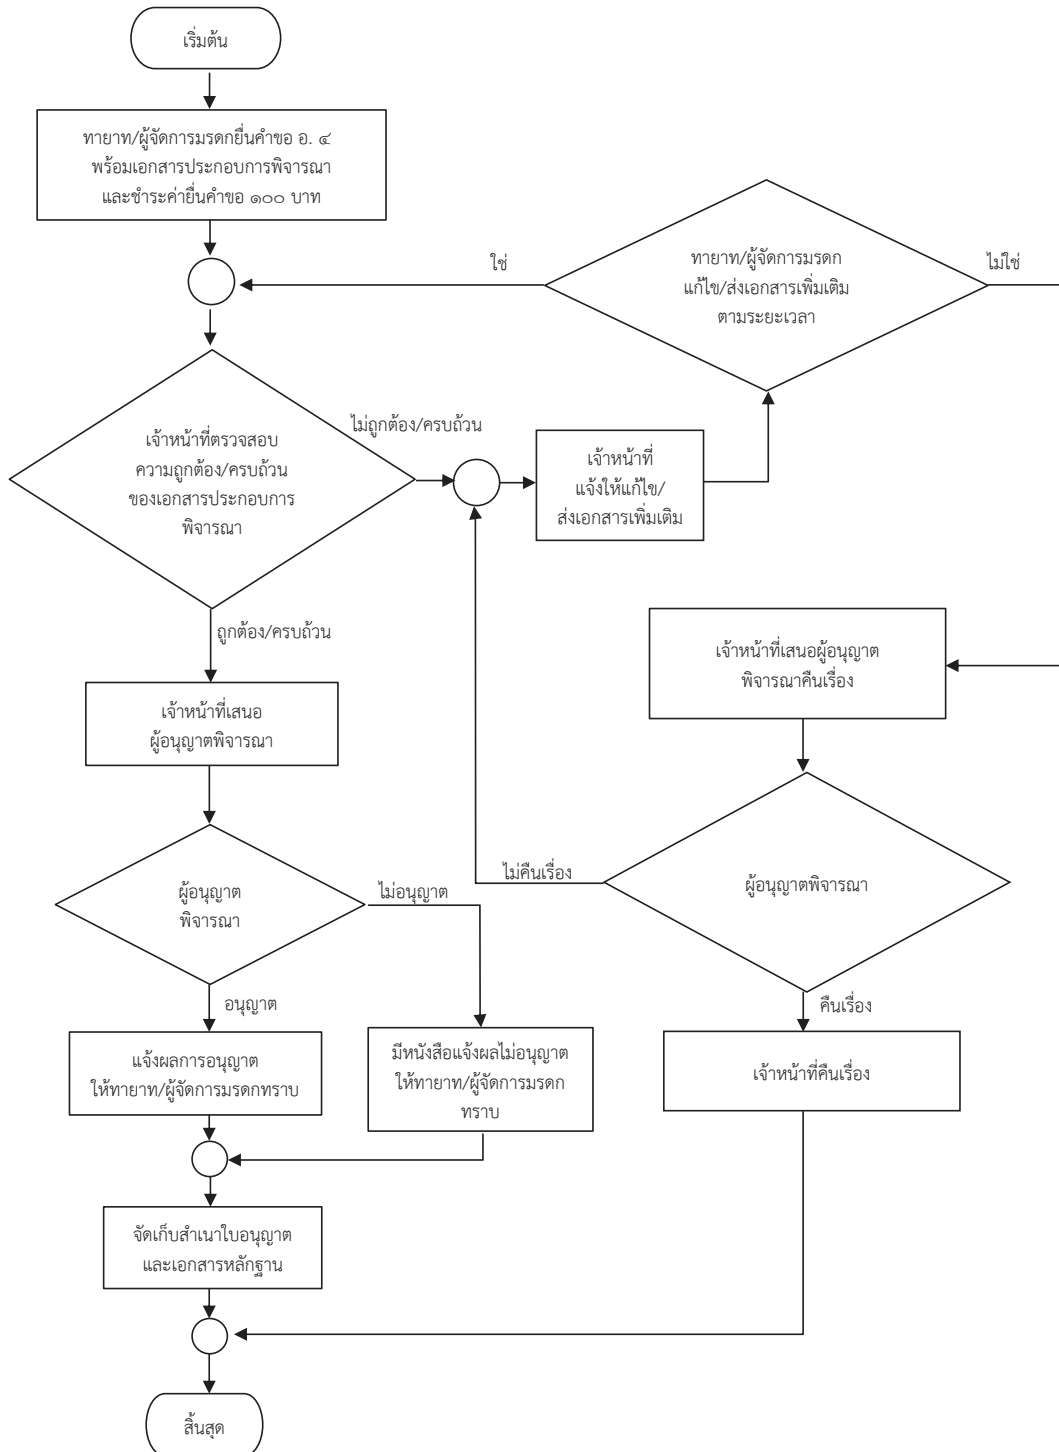 เริ่มต้น
ทายาท/ผู้จัดการมรดกยื่นคำขอ อ. ๔
พร้อมเอกสารประกอบการพิจารณา
และชำระค่ายื่นคำขอ ๑๐๐ บาท
ใช่
ทายาท/ผู้จัดการมรดก
แก้ไข/ส่งเอกสารเพิ่มเติม
ตามระยะเวลา
ไม่ใช่
เจ้าหน้าที่ตรวจสอบ
ความถูกต้อง/ครบถ้วน
ของเอกสารประกอบการ
พิจารณา
ไม่ถูกต้อง/ครบถ้วน
เจ้าหน้าที่
แจ้งให้แก้ไข/
ส่งเอกสารเพิ่มเติม
ถูกต้อง/ครบถ้วน
เจ้าหน้าที่เสนอ
ผู้อนุญาตพิจารณา
เจ้าหน้าที่เสนอผู้อนุญาต
พิจารณาคืนเรื่อง
ผู้อนุญาต
พิจารณา
ไม่อนุญาต
ไม่คืนเรื่อง
ผู้อนุญาตพิจารณา
อนุญาต
คืนเรื่อง
แจ้งผลการอนุญาต
ให้ทายาท/ผู้จัดการมรดกทราบ
มีหนังสือแจ้งผลไม่อนุญาต
ให้ทายาท/ผู้จัดการมรดก
ทราบ
เจ้าหน้าที่คืนเรื่อง
จัดเก็บสำเนาใบอนุญาต
และเอกสารหลักฐาน
สิ้นสุด